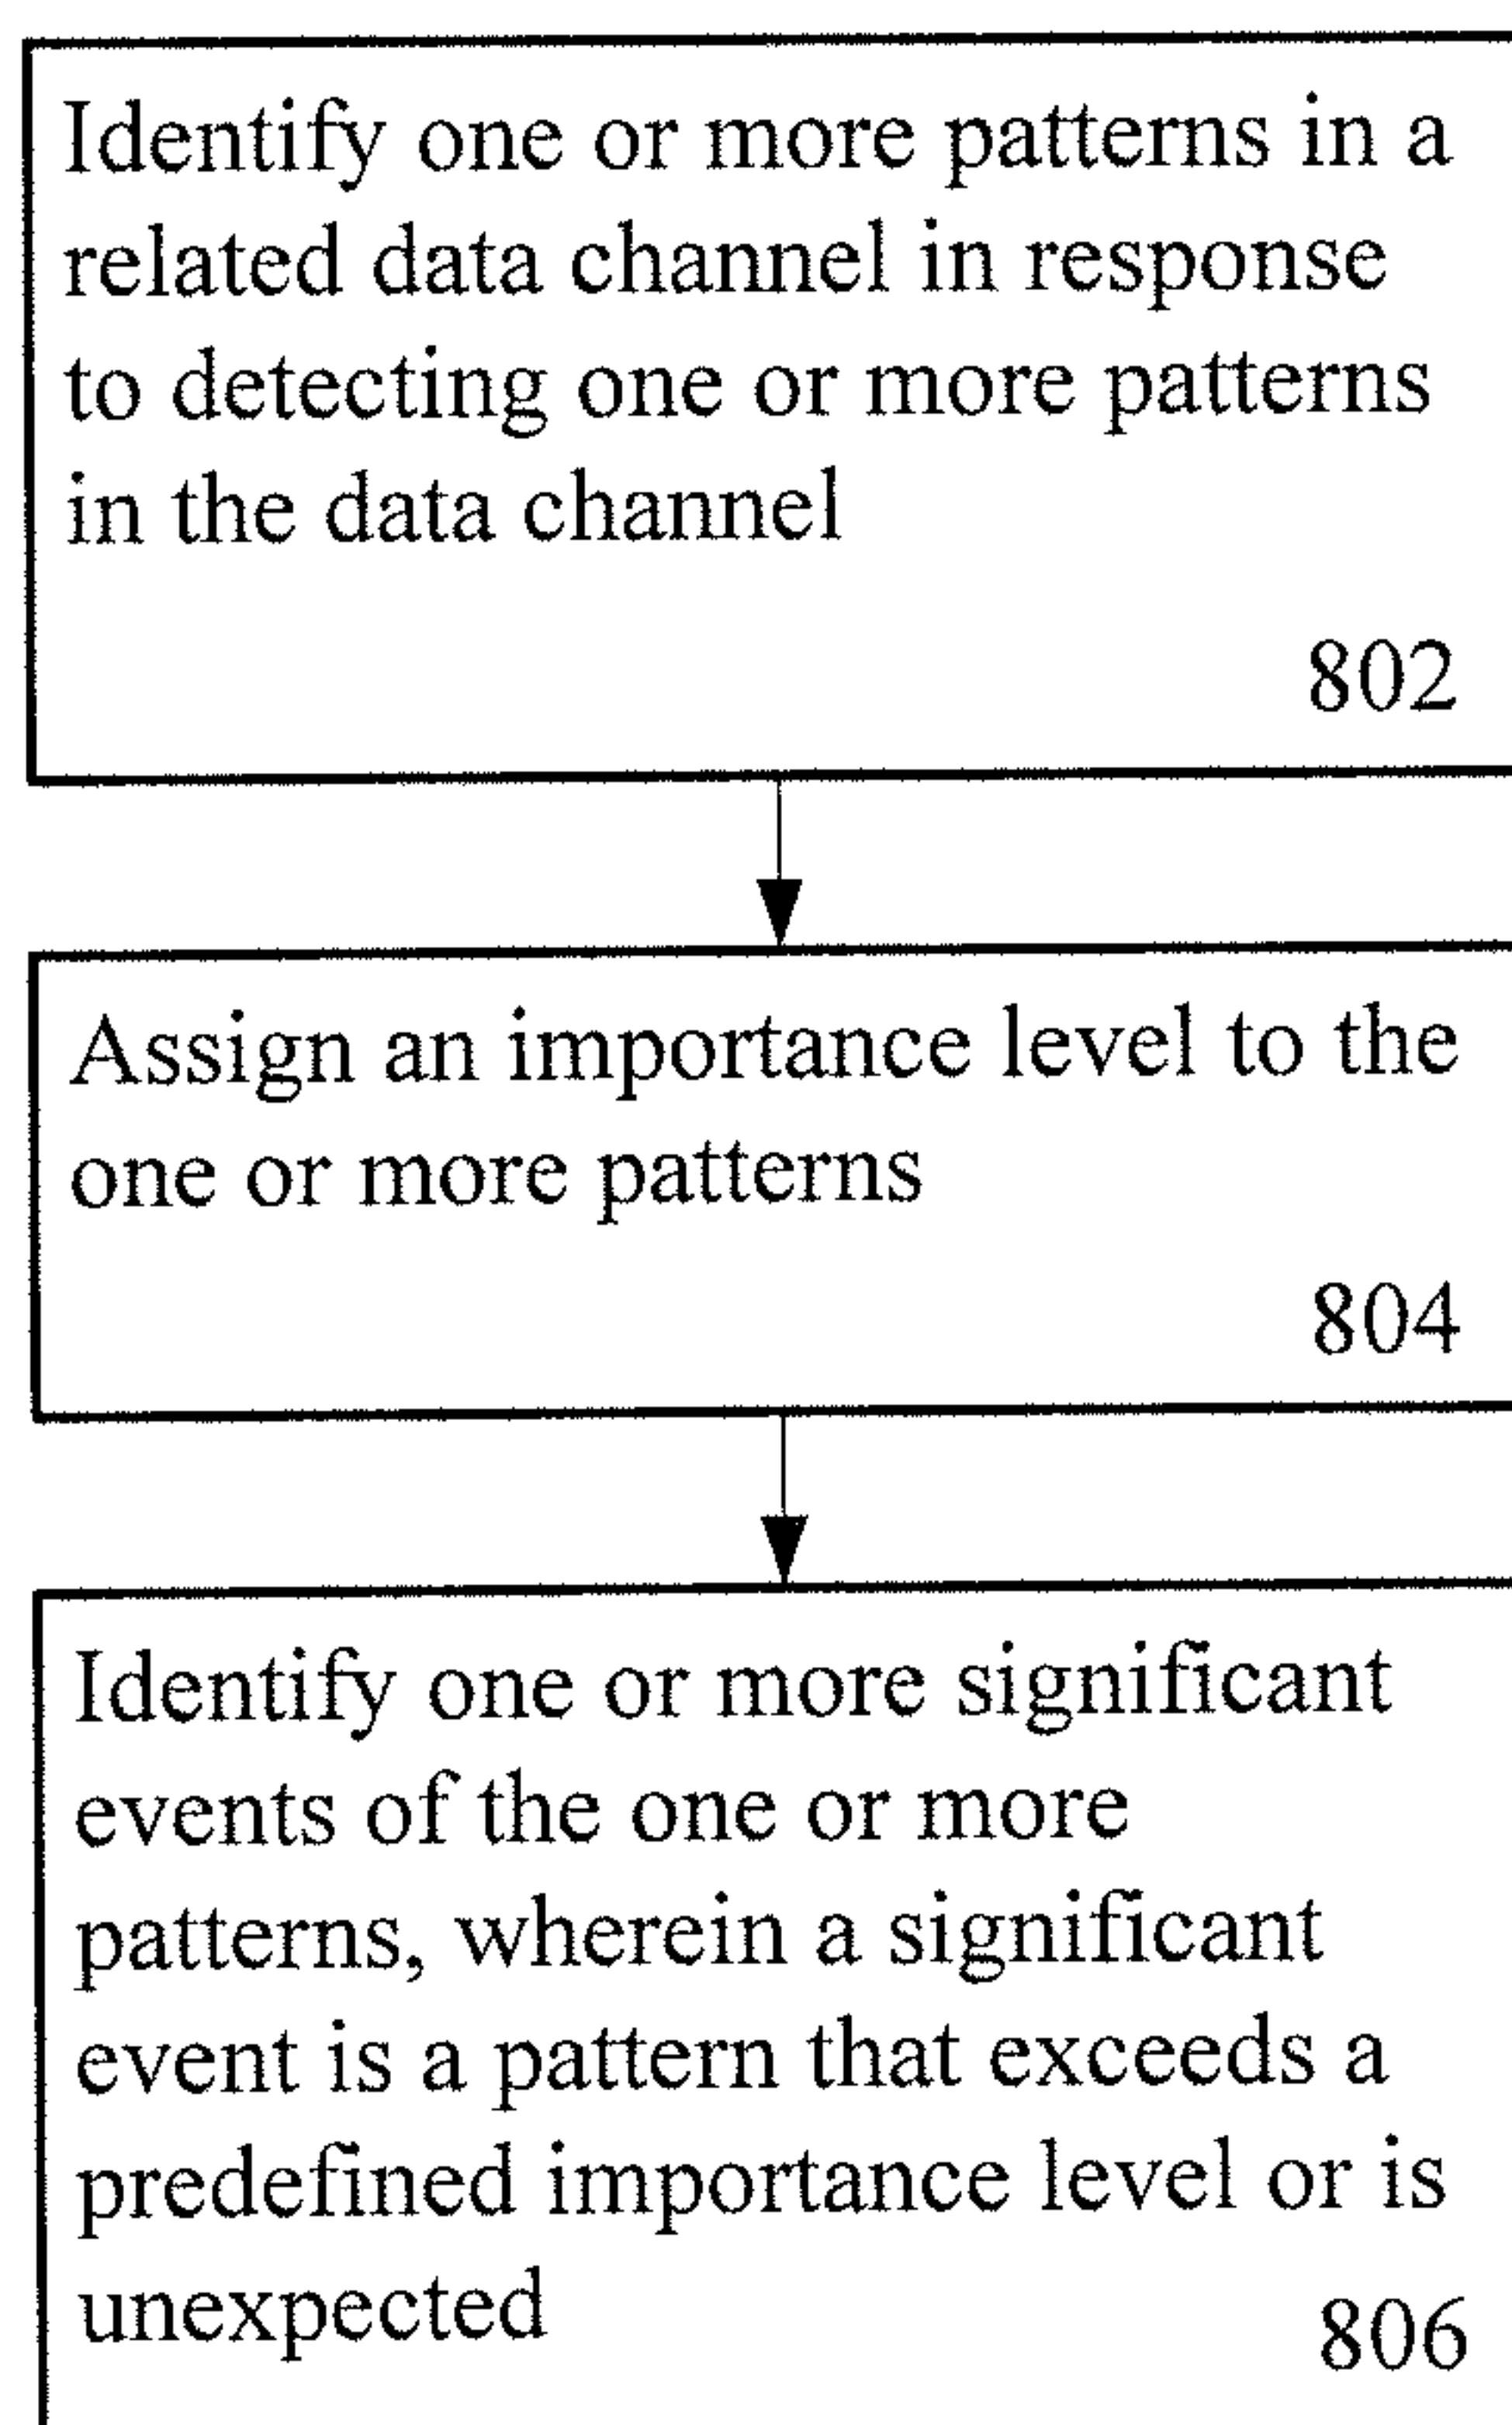 Identify one or more patterns in a
related data channel in response
to detecting one or more patterns
in the data channel
802
Assign an importance level to the
one or more patterns
804
Identify one or more significant
events of the one or more
patterns, wherein a significant
event is a pattern that exceeds a
predefined importance level or is
unexpected
806